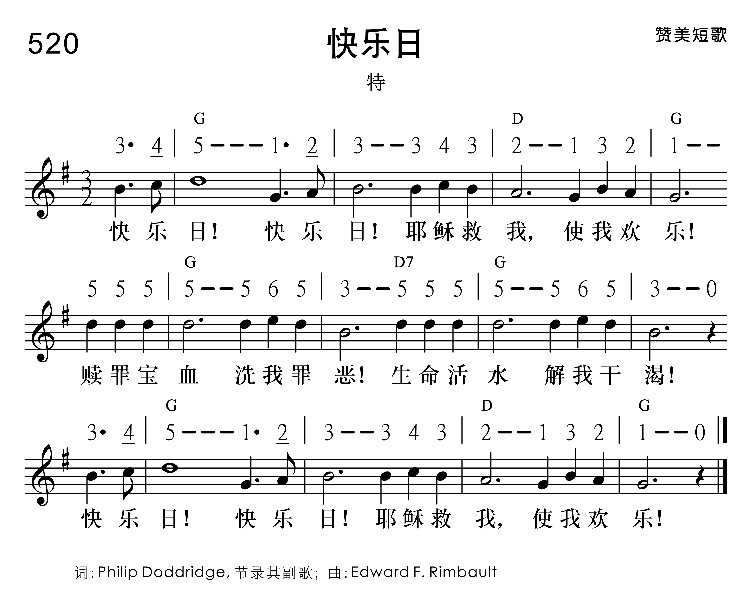 520 快乐日 赞美短歌
特
G D G
3· 4 | 5--- 1· 2 | 3-- 3 4 3 | 2-- 1 3 2 | 1--
3/2
快 乐 日! 快 乐 日! 耶 稣 救 我, 使 我 欢 乐!
G D7 G
5 5 5 | 5-- 5 6 5 | 3-- 5 5 5 | 5-- 5 6 5 | 3--0
赎 罪 宝 血 洗 我 罪 恶! 生 命 活 水 解 我 干 渴!
G D G
3· 4 | 5--- 1· 2 | 3-- 3 4 3 | 2-- 1 3 2 | 1--0
快 乐 日! 快 乐 日! 耶 稣 救 我, 使 我 欢 乐!
词: Philip Doddridge, 节录其副歌; 曲: Edward F. Rimbault